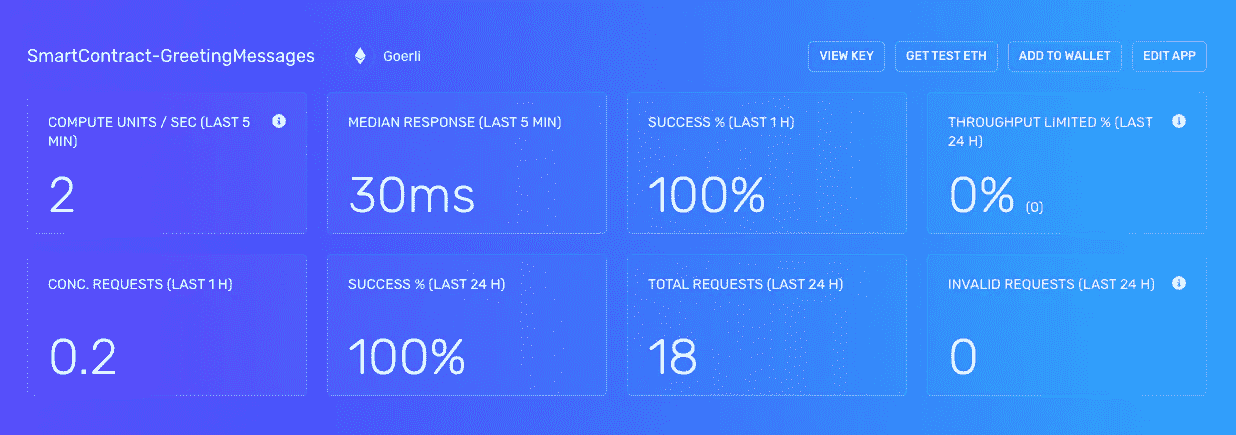 SmartContract-GreetingMessages Goerli VIEW KEY GET TEST ETH ADD TO WALLET EDIT APP
COMPUTE UNITS / SEC (LAST 5 MIN)
2
MEDIAN RESPONSE (LAST 5 MIN)
30ms
SUCCESS % (LAST 1 H)
100%
THROUGHPUT LIMITED % (LAST 24 H)
0% (0)
CONC. REQUESTS (LAST 1 H)
0.2
SUCCESS % (LAST 24 H)
100%
TOTAL REQUESTS (LAST 24 H)
18
INVALID REQUESTS (LAST 24 H)
0